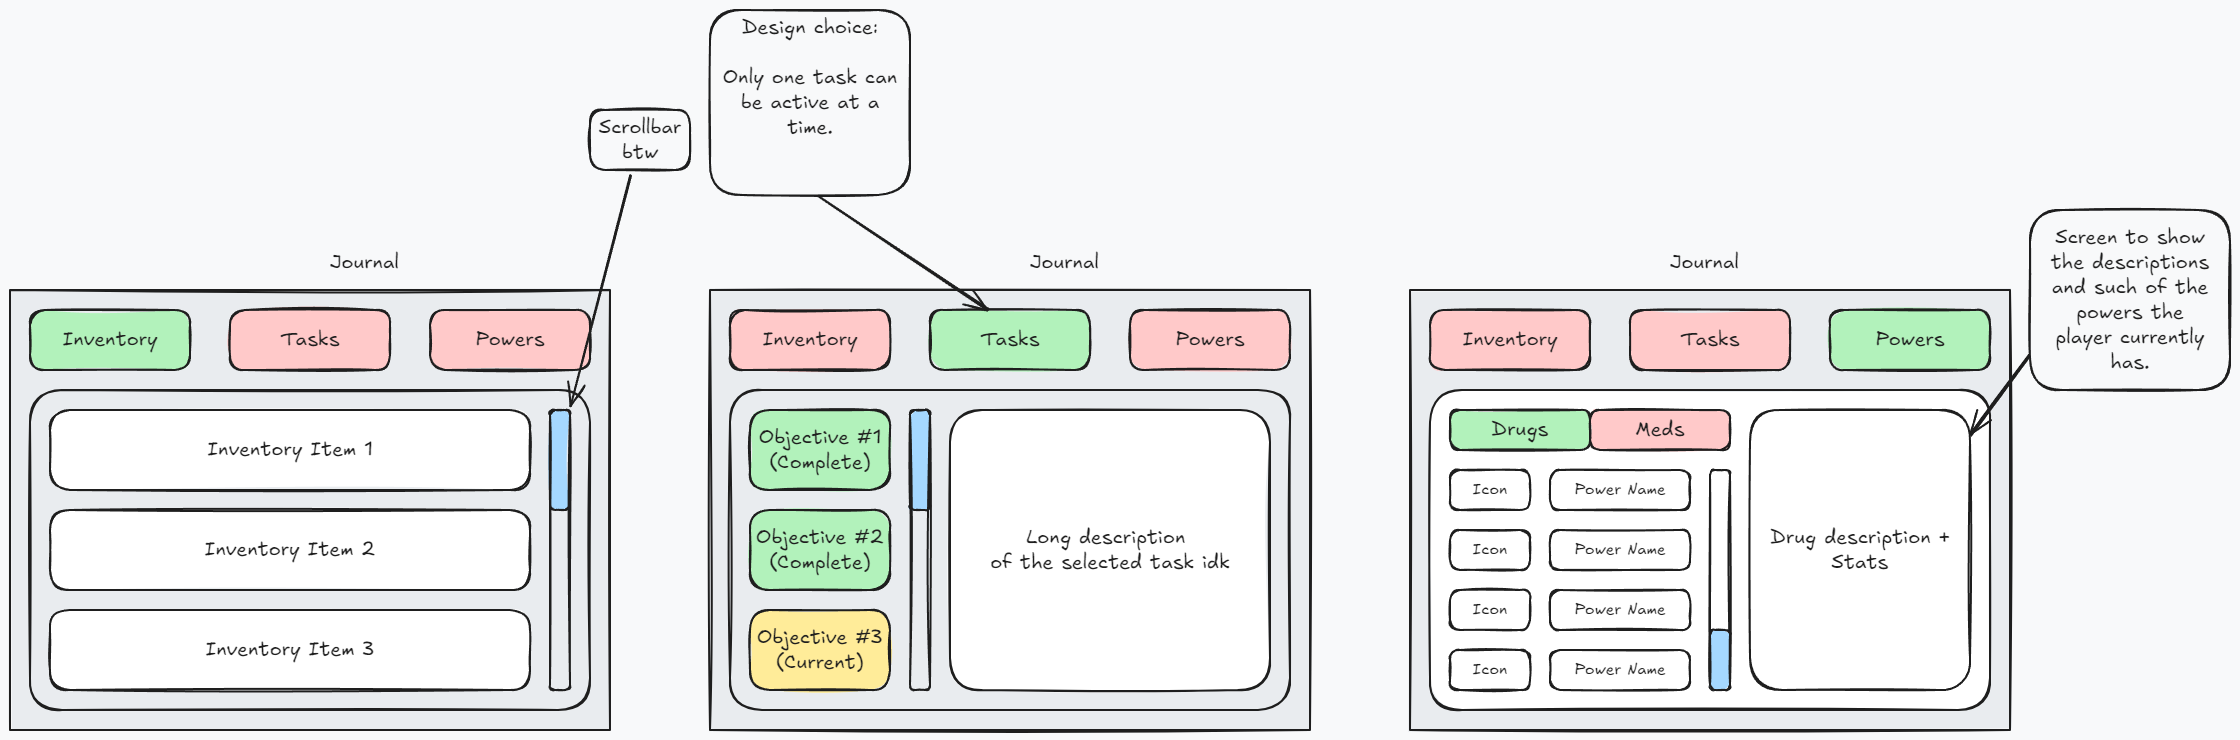 Design choice:
Only one task can
be active at a
time.
Scrollbar
btw
Screen to show
the descriptions
and such of the
powers the
player currently
has.
Journal
Inventory
Tasks
Powers
Inventory Item 1
Inventory Item 2
Inventory Item 3
Journal
Inventory
Tasks
Powers
Objective #1
(Complete)
Objective #2
(Complete)
Objective #3
(Current)
Long description
of the selected task idk
Journal
Inventory
Tasks
Powers
Drugs
Meds
Icon
Power Name
Icon
Power Name
Icon
Power Name
Icon
Power Name
Drug description +
Stats